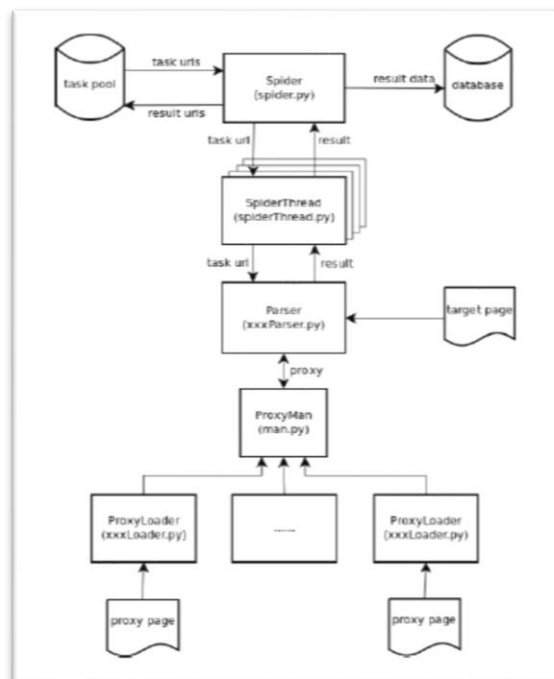 task urls
task pool
Spider
(spider.py)
result data
database
result urls
task url
result
SpiderThread
(spiderThread.py)
task url
result
Parser
(xxxParser.py)
target page
proxy
ProxyMan
(man.py)
ProxyLoader
(xxxLoader.py)
......
ProxyLoader
(xxxLoader.py)
proxy page
proxy page